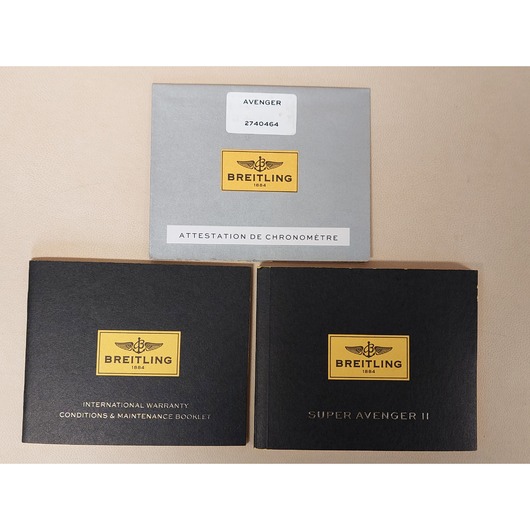 AVENGER
2740464
BREITLING
1884
ATTESTATION DE CHRONOMÈTRE
BREITLING
1884
INTERNATIONAL WARRANTY
CONDITIONS & MAINTENANCE BOOKLET
BREITLING
1884
SUPER AVENGER II